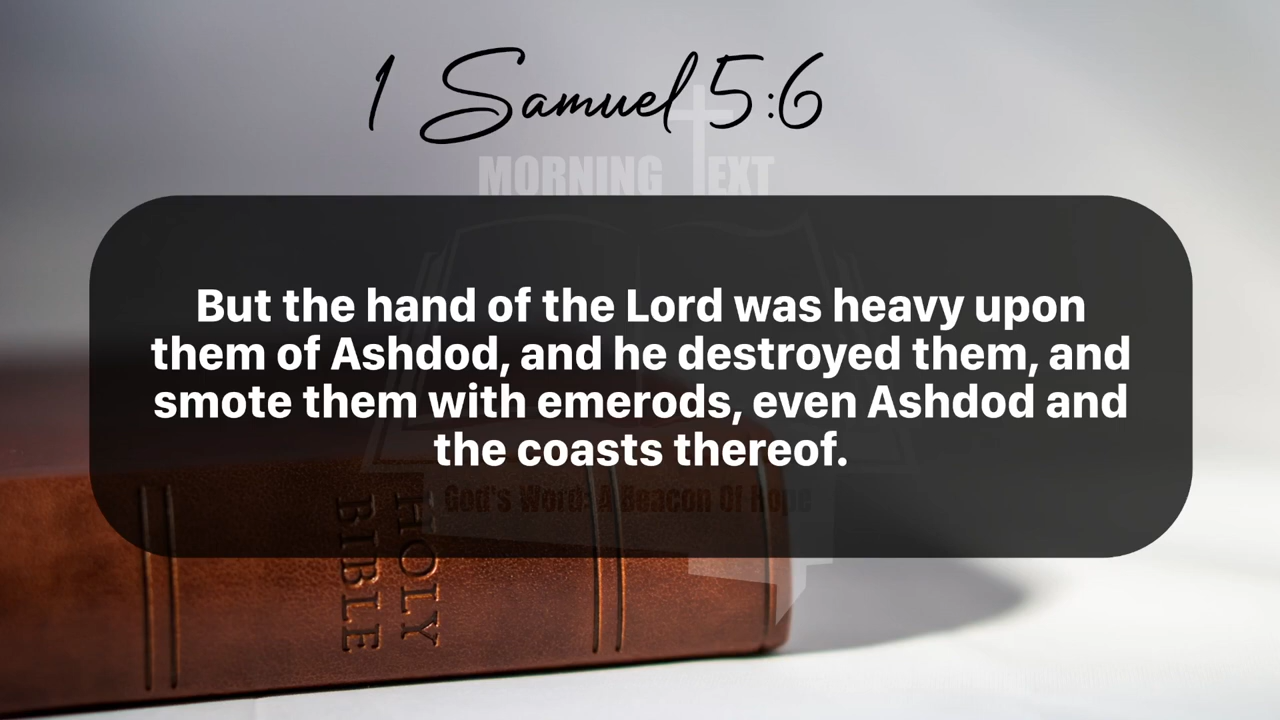 1 Samuel 5:6
MORNING TEXT
But the hand of the Lord was heavy upon
them of Ashdod, and he destroyed them, and
smote them with emerods, even Ashdod and
the coasts thereof.
God's Word: A Beacon Of Hope
HOLY
BIBLE